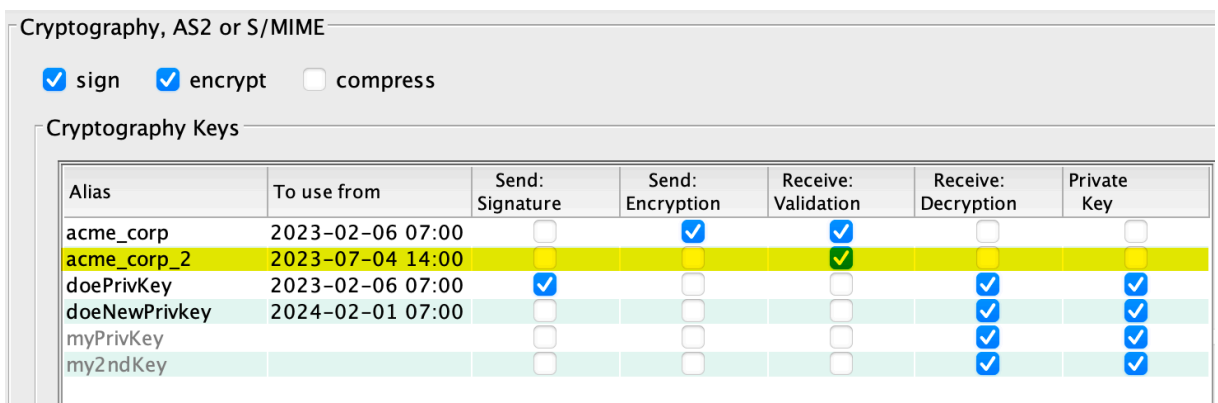 Cryptography, AS2 or S/MIME
sign encrypt compress
Cryptography Keys
Alias To use from Send: Signature Send: Encryption Receive: Validation Receive: Decryption Private Key
acme_corp 2023-02-06 07:00
acme_corp_2 2023-07-04 14:00
doePrivKey 2023-02-06 07:00
doeNewPrivkey 2024-02-01 07:00
myPrivKey
my2ndKey